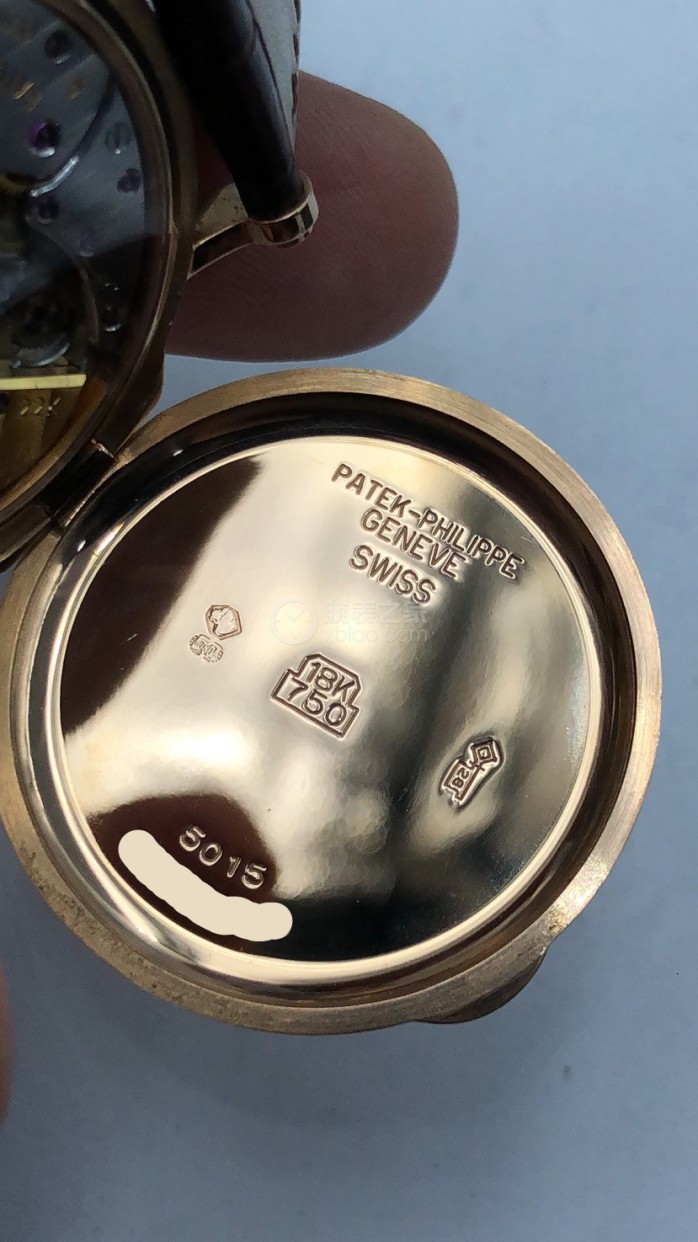 PATEK-PHILIPPE
GENEVE
SWISS
18K
750
5015